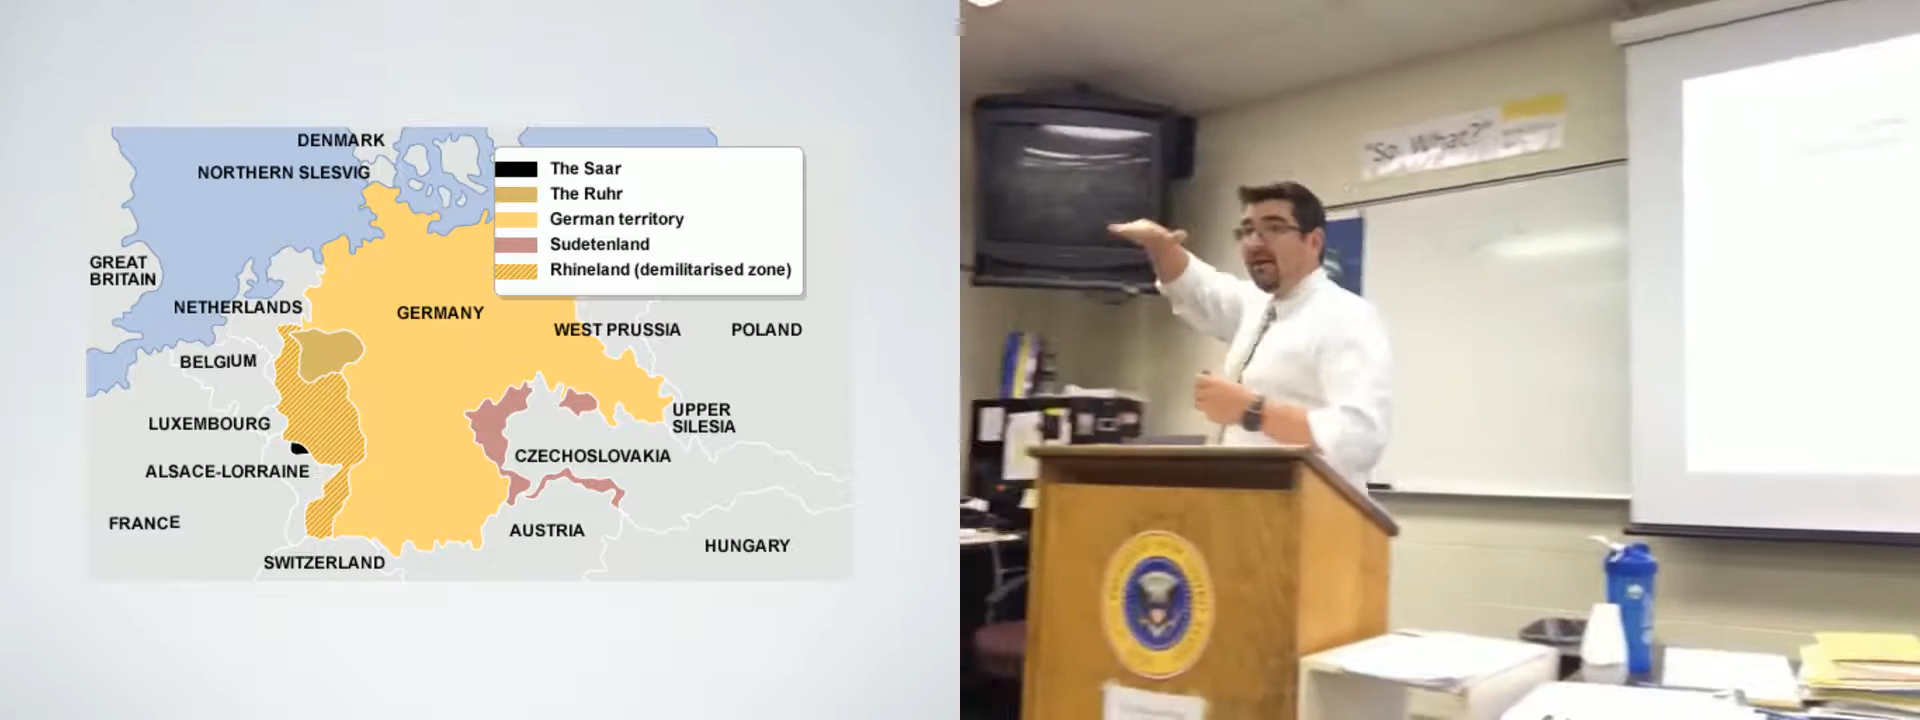 DENMARK
NORTHERN SLESVIG
The Saar
The Ruhr
German territory
Sudetenland
Rhineland (demilitarised zone)
GREAT
BRITAIN
NETHERLANDS
GERMANY
WEST PRUSSIA
POLAND
BELGIUM
LUXEMBOURG
UPPER
SILESIA
CZECHOSLOVAKIA
ALSACE-LORRAINE
FRANCE
AUSTRIA
HUNGARY
SWITZERLAND
"So, What?"